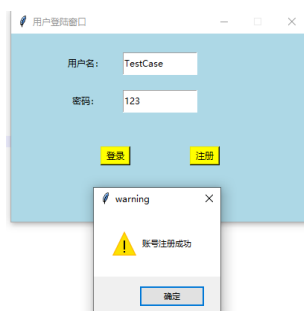 用户登陆窗口
用户名: TestCase
密码: 123
登录 注册
warning
账号注册成功
确定